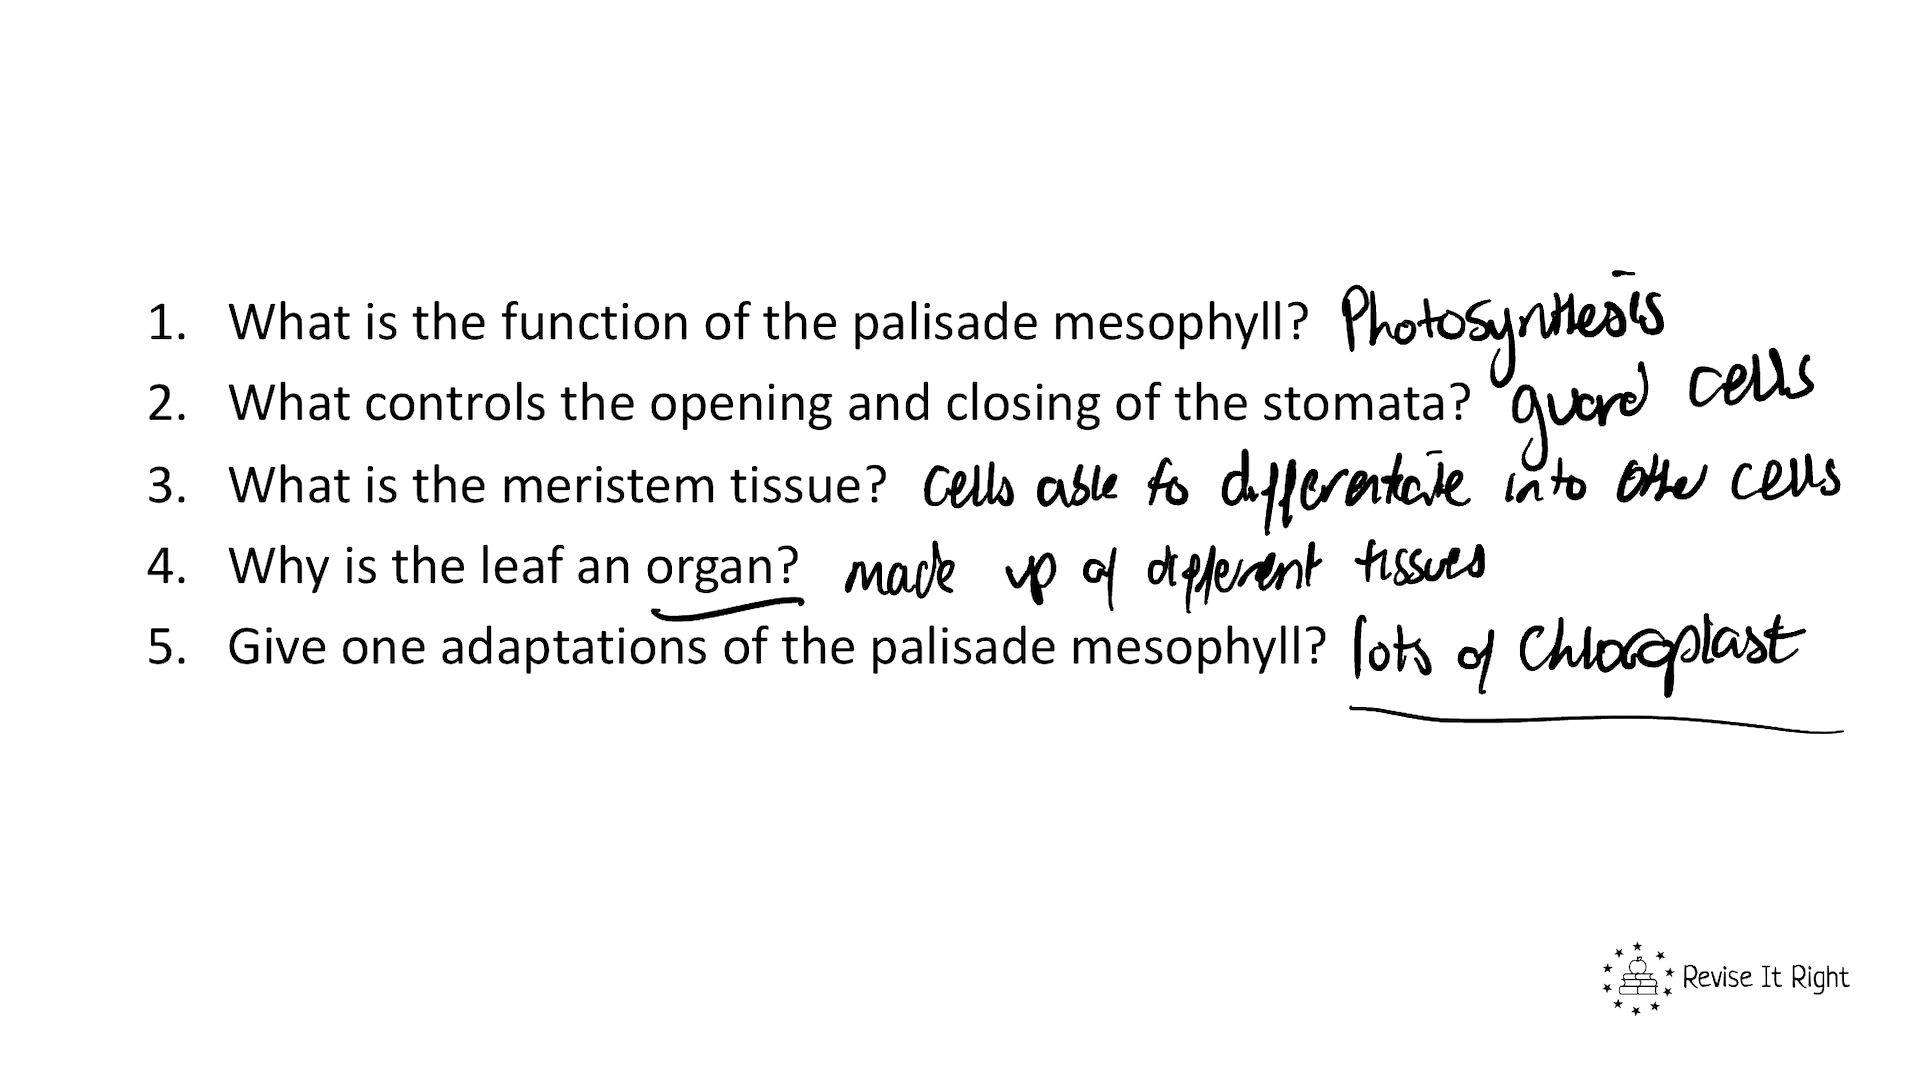 1. What is the function of the palisade mesophyll? Photosynthesis
2. What controls the opening and closing of the stomata? guard cells
3. What is the meristem tissue? Cells able to differentiate into other cells
4. Why is the leaf an organ? made up of different tissues
5. Give one adaptations of the palisade mesophyll? lots of Chloroplast
Revise It Right